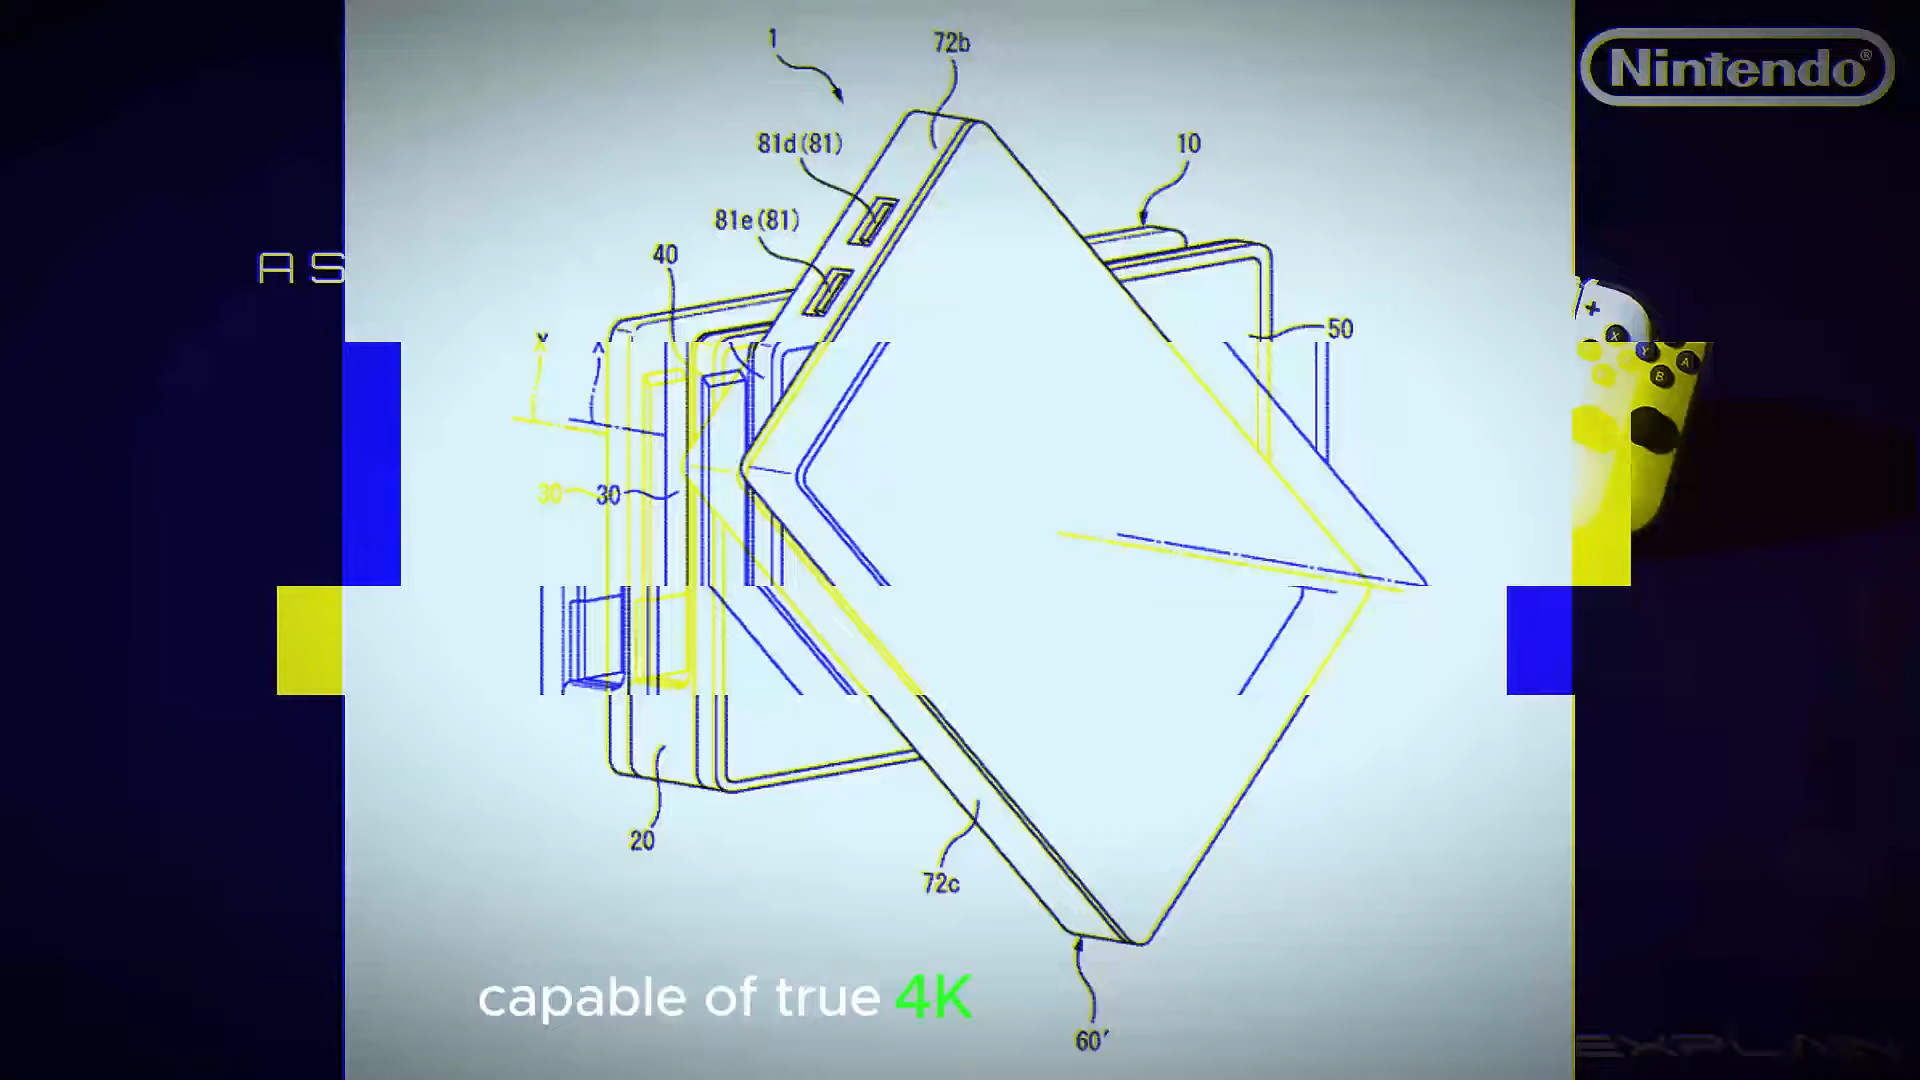 Nintendo®
1
72b
81d(81)
10
81e(81)
40
A S
50
X
30
30
X
Y
A
B
20
72c
capable of true 4K
60′